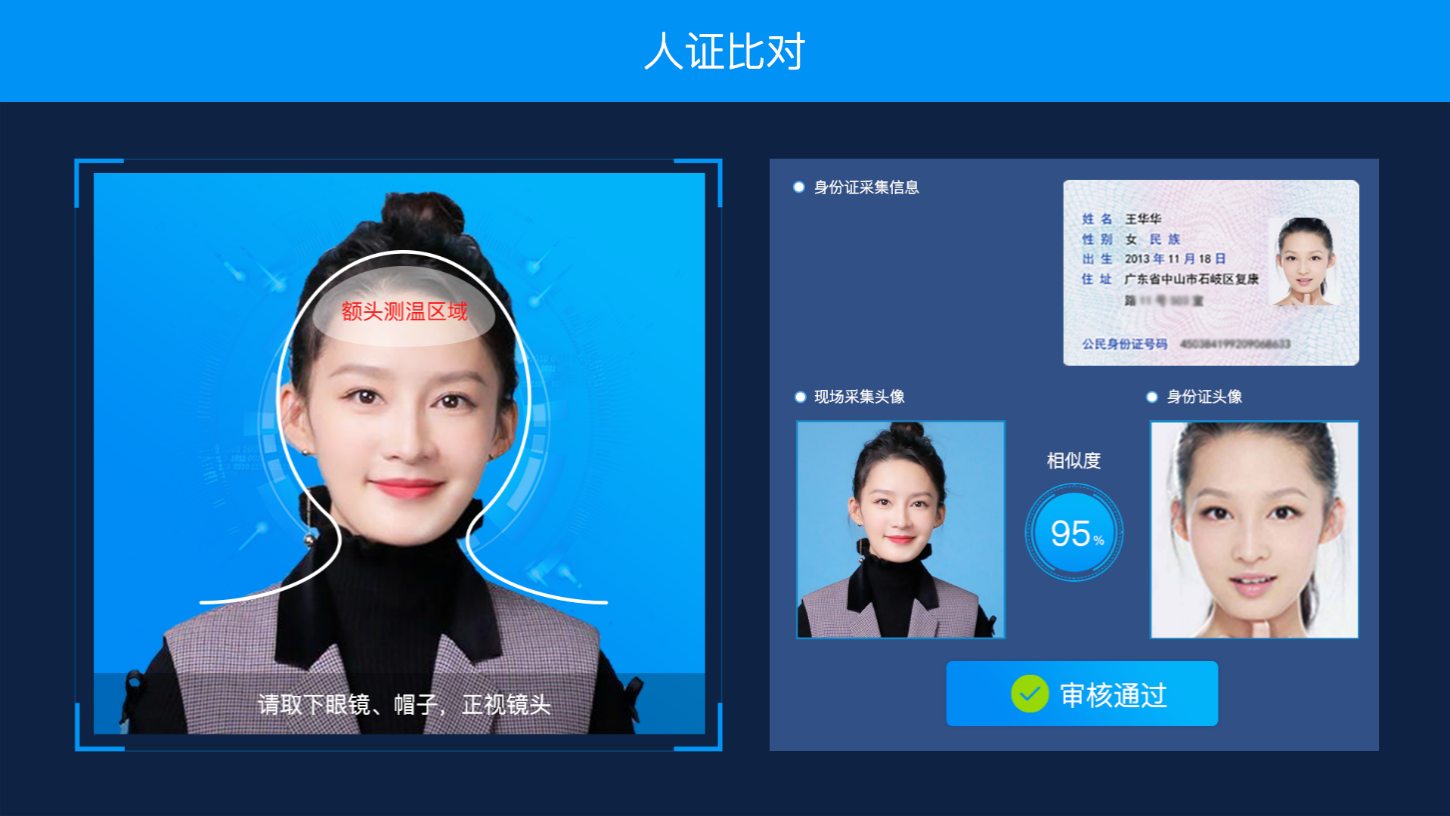 人证比对
额头测温区域
请取下眼镜、帽子，正视镜头
身份证采集信息
姓 名 王华华
性 别 女 民 族
出 生 2013 年 11 月 18 日
住 址 广东省中山市石岐区复康
路
公民身份证号码
现场采集头像
身份证头像
相似度
95%
审核通过